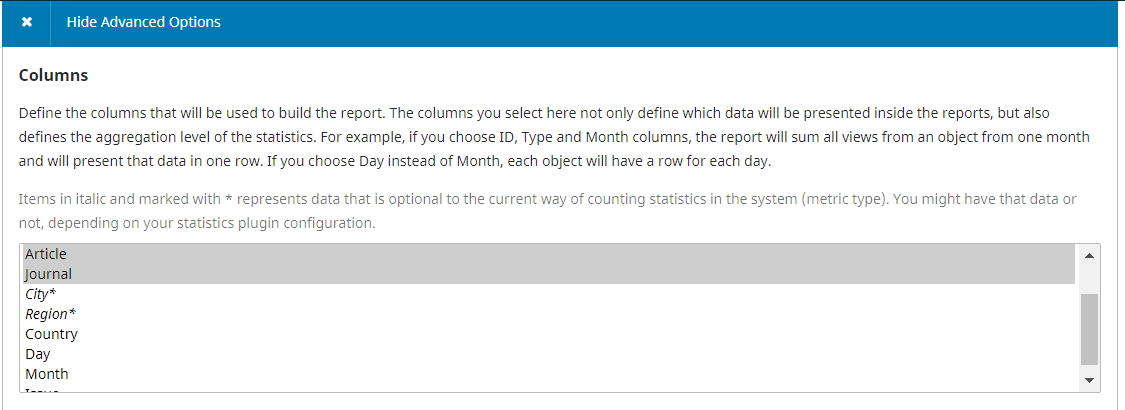 ✖ Hide Advanced Options
Columns
Define the columns that will be used to build the report. The columns you select here not only define which data will be presented inside the reports, but also
defines the aggregation level of the statistics. For example, if you choose ID, Type and Month columns, the report will sum all views from an object from one month
and will present that data in one row. If you choose Day instead of Month, each object will have a row for each day.
Items in italic and marked with * represents data that is optional to the current way of counting statistics in the system (metric type). You might have that data or
not, depending on your statistics plugin configuration.
Article
Journal
City*
Region*
Country
Day
Month